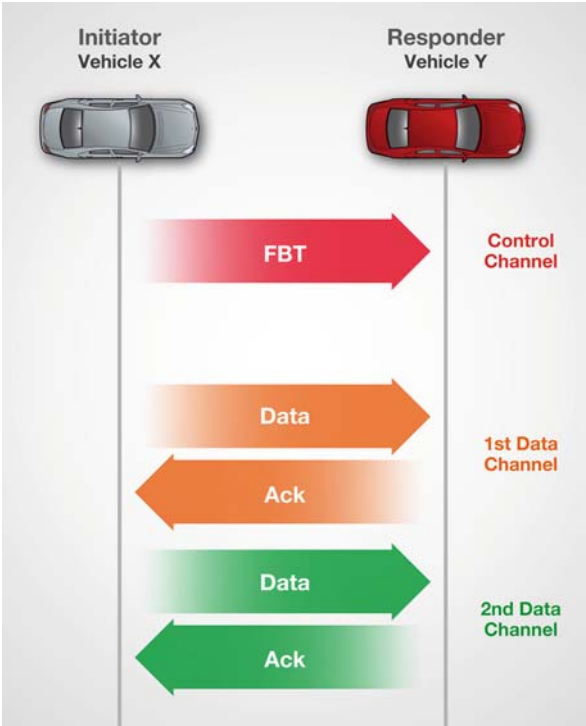 Initiator
Vehicle X
Responder
Vehicle Y
FBT
Control
Channel
Data
1st Data
Channel
Ack
Data
2nd Data
Channel
Ack